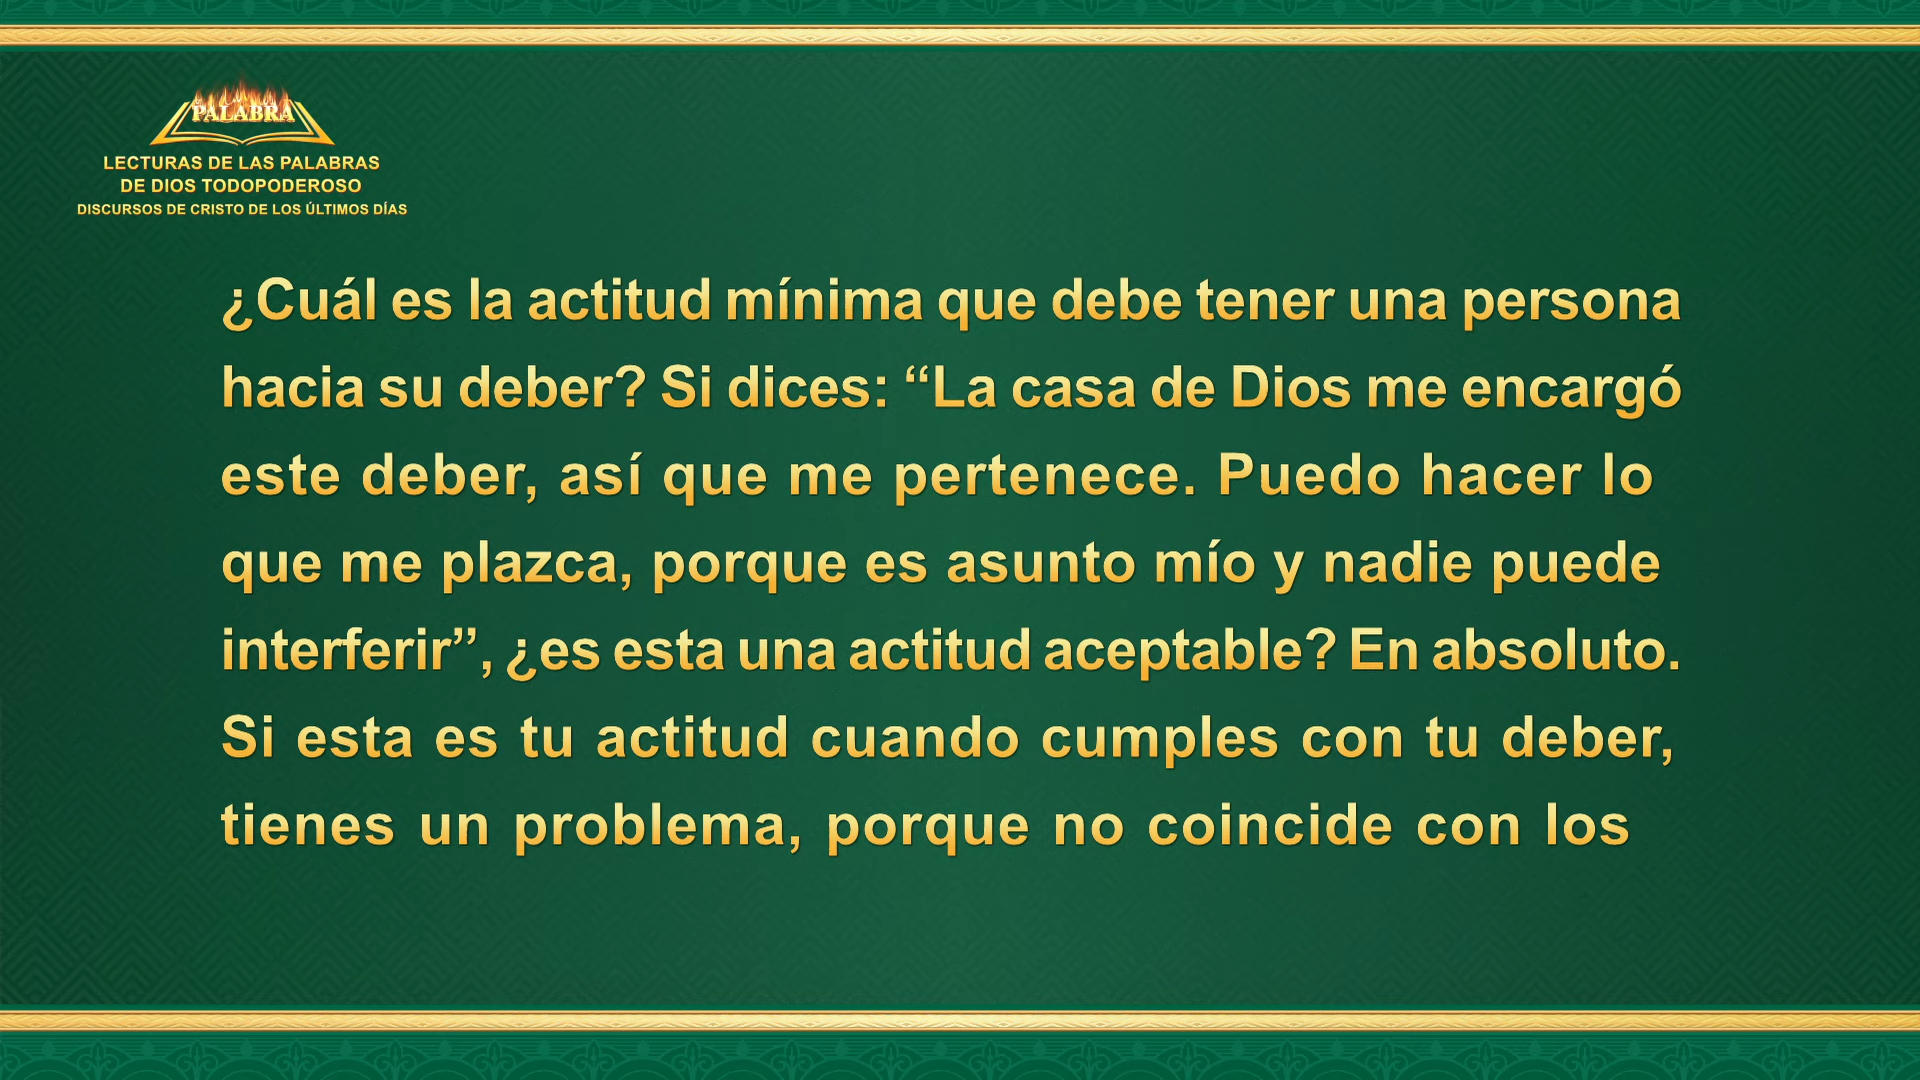 PALABRA
LECTURAS DE LAS PALABRAS
DE DIOS TODOPODEROSO
DISCURSOS DE CRISTO DE LOS ÚLTIMOS DÍAS
¿Cuál es la actitud mínima que debe tener una persona
hacia su deber? Si dices: “La casa de Dios me encargó
este deber, así que me pertenece. Puedo hacer lo
que me plazca, porque es asunto mío y nadie puede
interferir”, ¿es esta una actitud aceptable? En absoluto.
Si esta es tu actitud cuando cumples con tu deber,
tienes un problema, porque no coincide con los